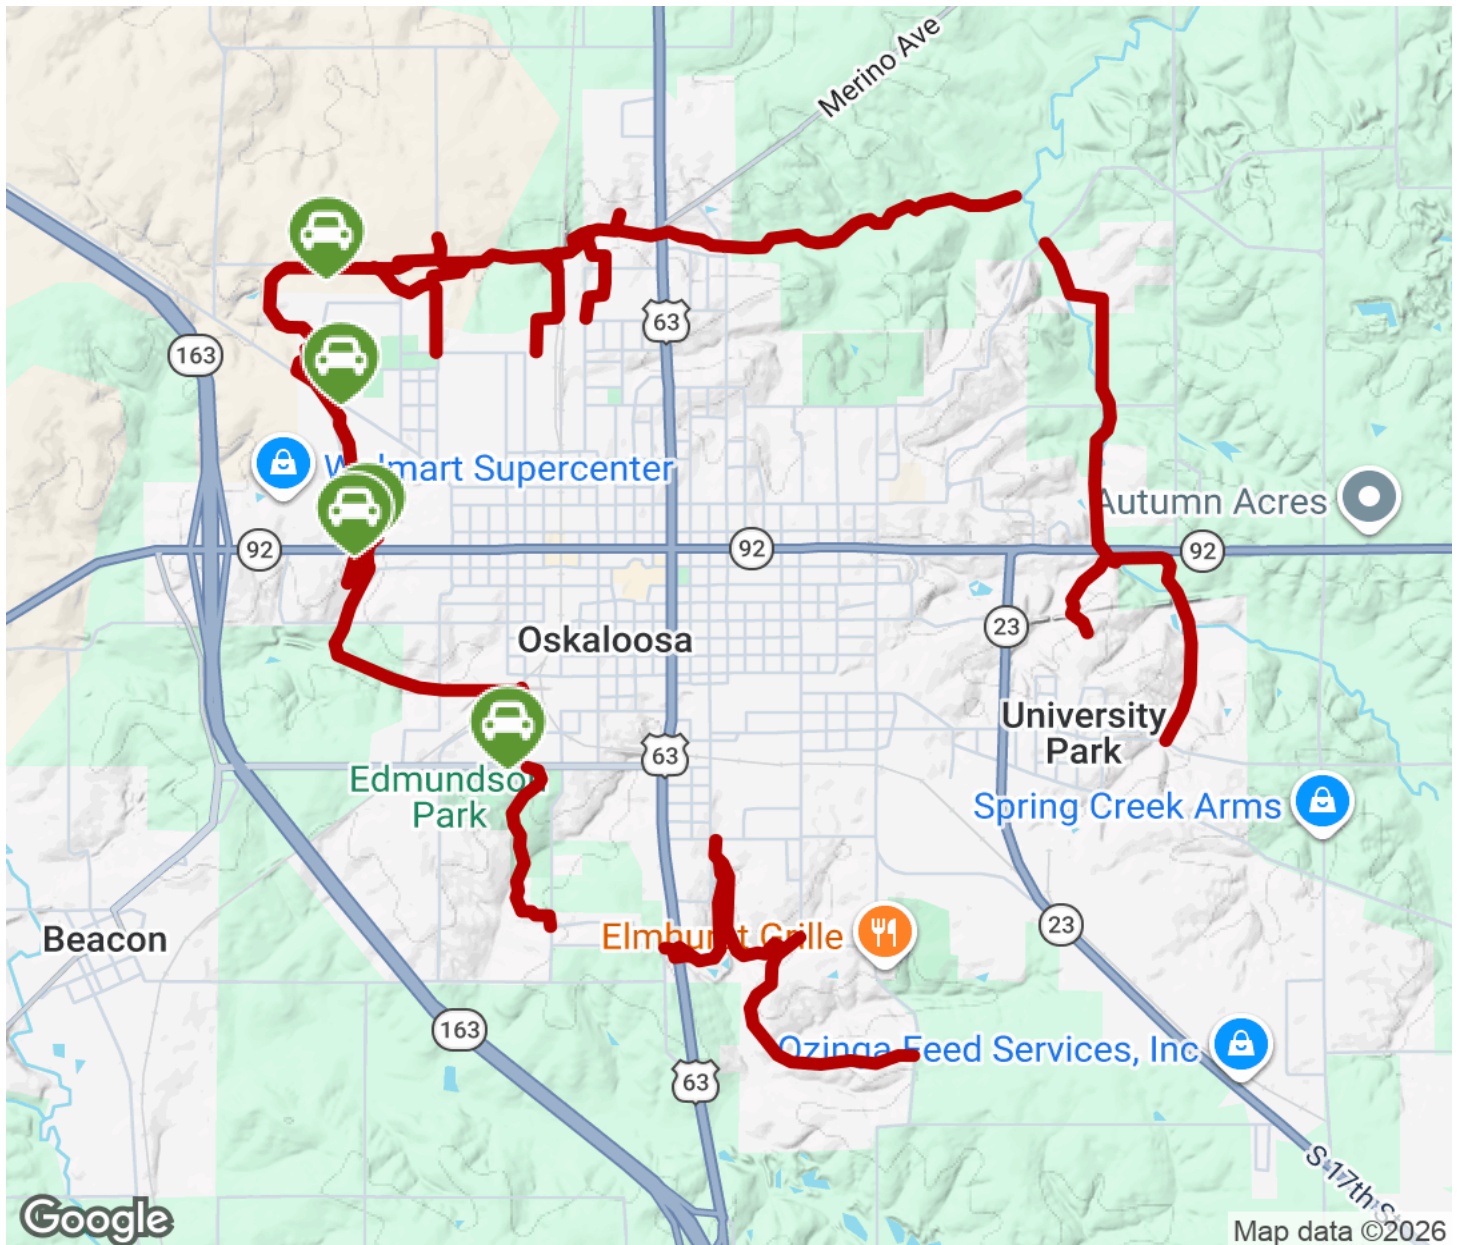 Merino Ave
63
163
Walmart Supercenter
Autumn Acres
92
92
92
23
Oskaloosa
University
Park
63
Edmundson
Park
Spring Creek Arms
Elmhurst Grille
23
Beacon
163
Ozinga Feed Services, Inc
63
S 17th St
Google
Map data ©2026